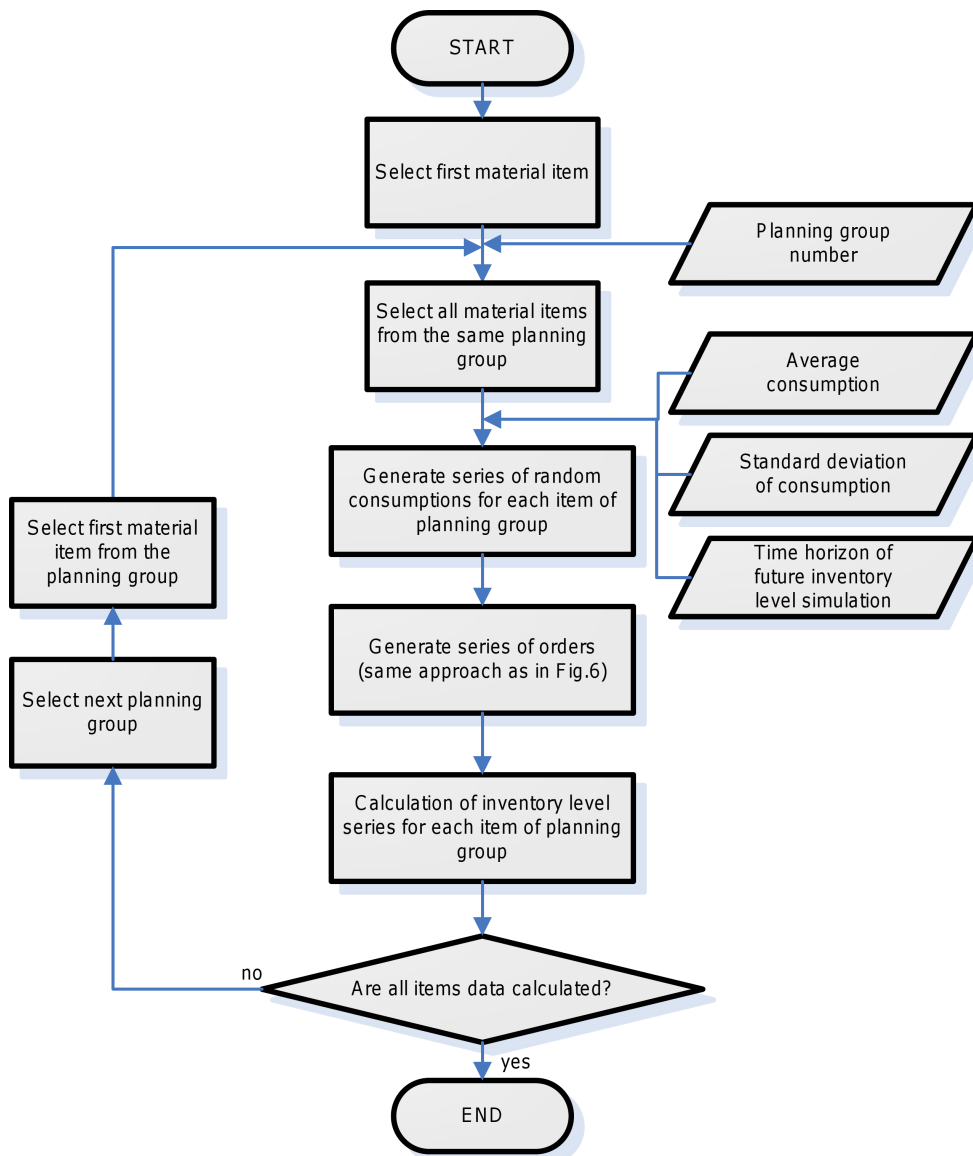 START
Select first material item
Planning group
number
Select all material items
from the same planning
group
Average
consumption
Standard deviation
of consumption
Time horizon of
future inventory
level simulation
Generate series of random
consumptions for each item of
planning group
Select first material
item from the
planning group
Generate series of orders
(same approach as in Fig.6)
Select next planning
group
Calculation of inventory level
series for each item of planning
group
no
Are all items data calculated?
yes
END